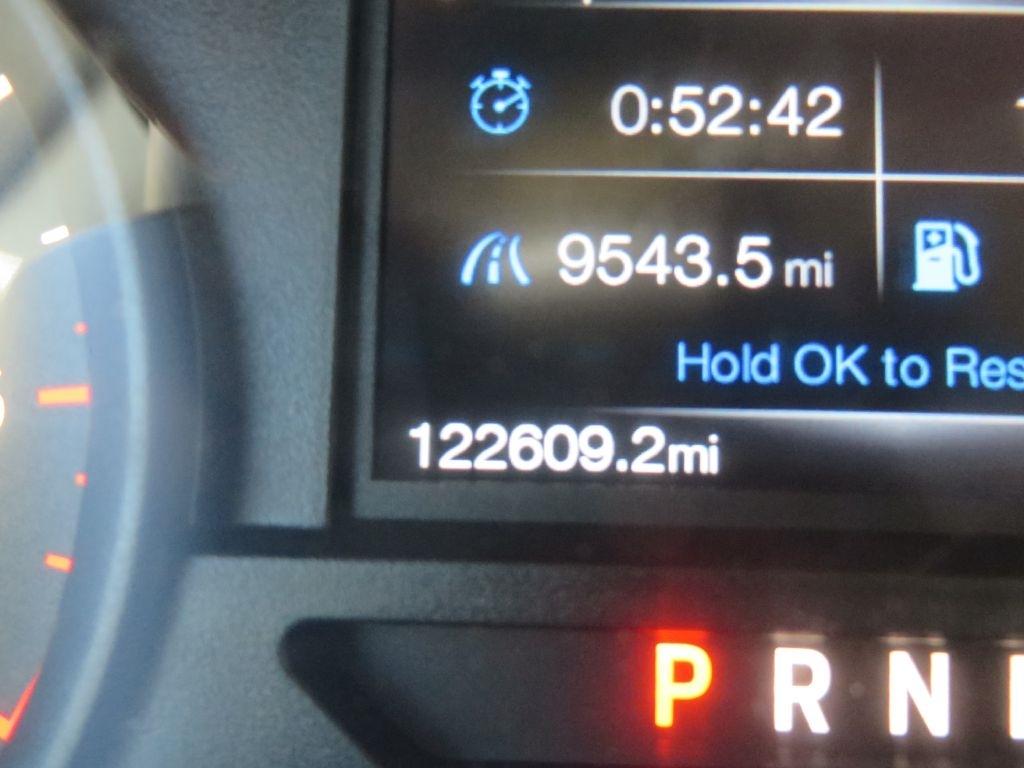 0:52:42
9543.5 mi
Hold OK to Res
122609.2mi
P R N